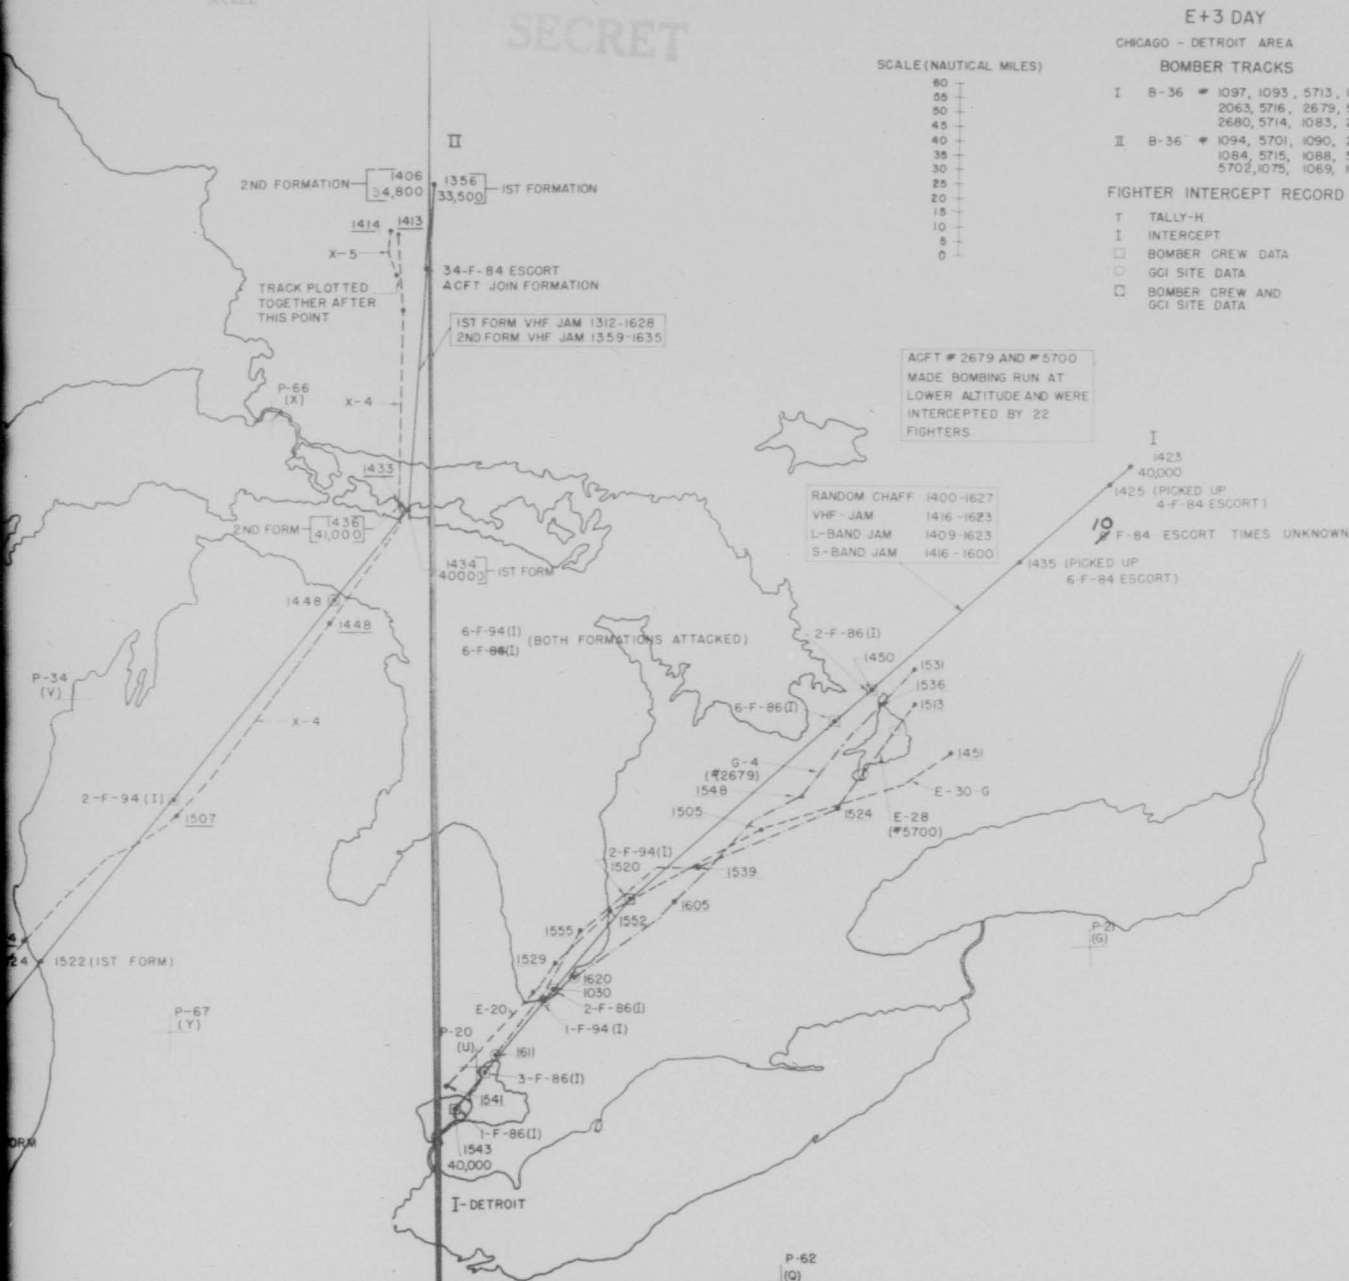 SECRET
SECRET
E+3 DAY
CHICAGO - DETROIT AREA
BOMBER TRACKS
I B-36 # 1097, 1093, 5713,
2063, 5716, 2679,
2680, 5714, 1083,
II B-36 # 1094, 5701, 1090,
1084, 5715, 1088,
5702, 1075, 1069,
FIGHTER INTERCEPT RECORD
T TALLY-H
I INTERCEPT
BOMBER CREW DATA
GCI SITE DATA
BOMBER CREW AND
GCI SITE DATA
SCALE (NAUTICAL MILES)
60
55
50
45
40
35
30
25
20
15
10
5
0
II
2ND FORMATION
1406
34,800
1356
33,500
1ST FORMATION
1414
1413
X-5
34-F-84 ESCORT
ACFT JOIN FORMATION
TRACK PLOTTED
TOGETHER AFTER
THIS POINT
1ST FORM VHF JAM 1312-1628
2ND FORM VHF JAM 1359-1635
ACFT # 2679 AND #5700
MADE BOMBING RUN AT
LOWER ALTITUDE AND WERE
INTERCEPTED BY 22
FIGHTERS
P-66
(X)
X-4
I
1423
40,000
1425 (PICKED UP
4-F-84 ESCORT)
1433
RANDOM CHAFF 1400-1627
VHF-JAM 1416-1623
L-BAND JAM 1409-1623
S-BAND JAM 1416-1600
10
F-84 ESCORT TIMES UNKNOWN
2ND FORM
1436
41,000
1434
40000
1ST FORM
1435 (PICKED UP
6-F-84 ESCORT)
1448
1448
6-F-94(I)
(BOTH FORMATIONS ATTACKED)
2-F-86(I)
1450
1531
1536
1513
P-34
(V)
X-4
6-F-86(I)
1451
G-4
(#2679)
1548
E-30-G
2-F-94(I)
1507
1505
1524
E-28
(#5700)
2-F-94(I)
1520
1539
1605
1552
1555
1529
P-21
(G)
24
1522(1ST FORM)
1620
1030
2-F-86(I)
1-F-94(I)
E-20
P-67
(Y)
P-20
(U)
1611
3-F-86(I)
1541
1-F-86(I)
ORM
1543
40,000
I-DETROIT
P-62
(Q)